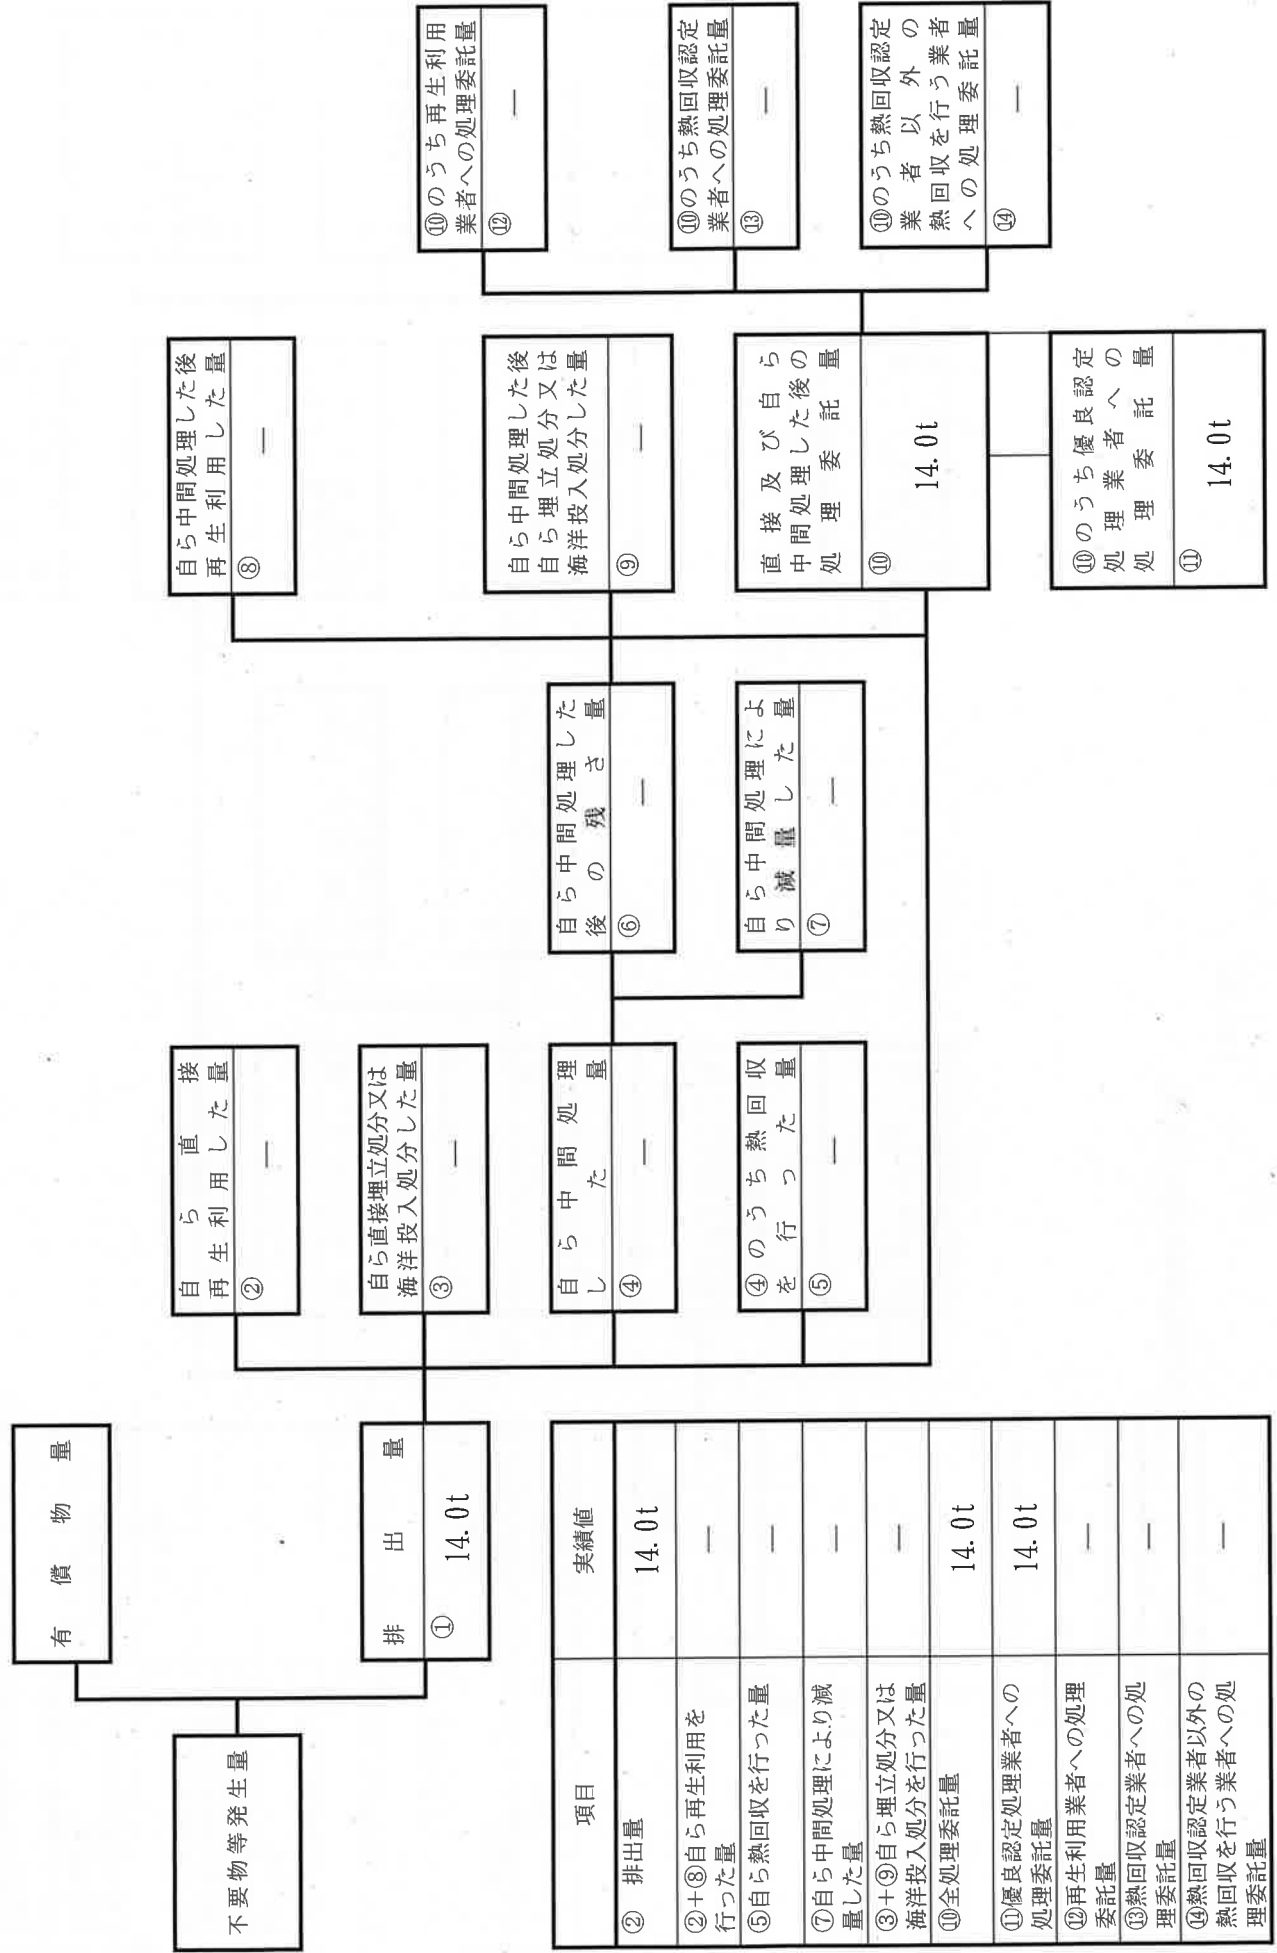 不要物等発生量
有償物量
排出量
① 14.0t
自ら直接
再生利用した量
② ―
自ら直接埋立処分又は
海洋投入処分した量
③ ―
自ら中間処理
した量
④ ―
④のうち熱回収
を行った量
⑤ ―
自ら中間処理した
後の残さ量
⑥ ―
自ら中間処理によ
り減量した量
⑦ ―
自ら中間処理した後
再生利用した量
⑧ ―
自ら中間処理した後
自ら埋立処分又は
海洋投入処分した量
⑨ ―
直接及び自ら
中間処理した後の
処理委託量
⑩ 14.0t
⑩のうち優良認定
処理業者への
処理委託量
⑪ 14.0t
⑩のうち再生利用
業者への処理委託量
⑫ ―
⑩のうち熱回収認定
業者への処理委託量
⑬ ―
⑩のうち熱回収認定
業者以外の
熱回収を行う業者
への処理委託量
⑭ ―
項目 実績値
② 排出量 14.0t
②+⑧自ら再生利用を
行った量 ―
⑤自ら熱回収を行った量 ―
⑦自ら中間処理により減
量した量 ―
③+⑨自ら埋立処分又は
海洋投入処分を行った量 ―
⑩全処理委託量 14.0t
⑪優良認定処理業者への
処理委託量 14.0t
⑫再生利用業者への処理
委託量 ―
⑬熱回収認定業者への処
理委託量 ―
⑭熱回収認定業者以外の
熱回収を行う業者への処
理委託量 ―